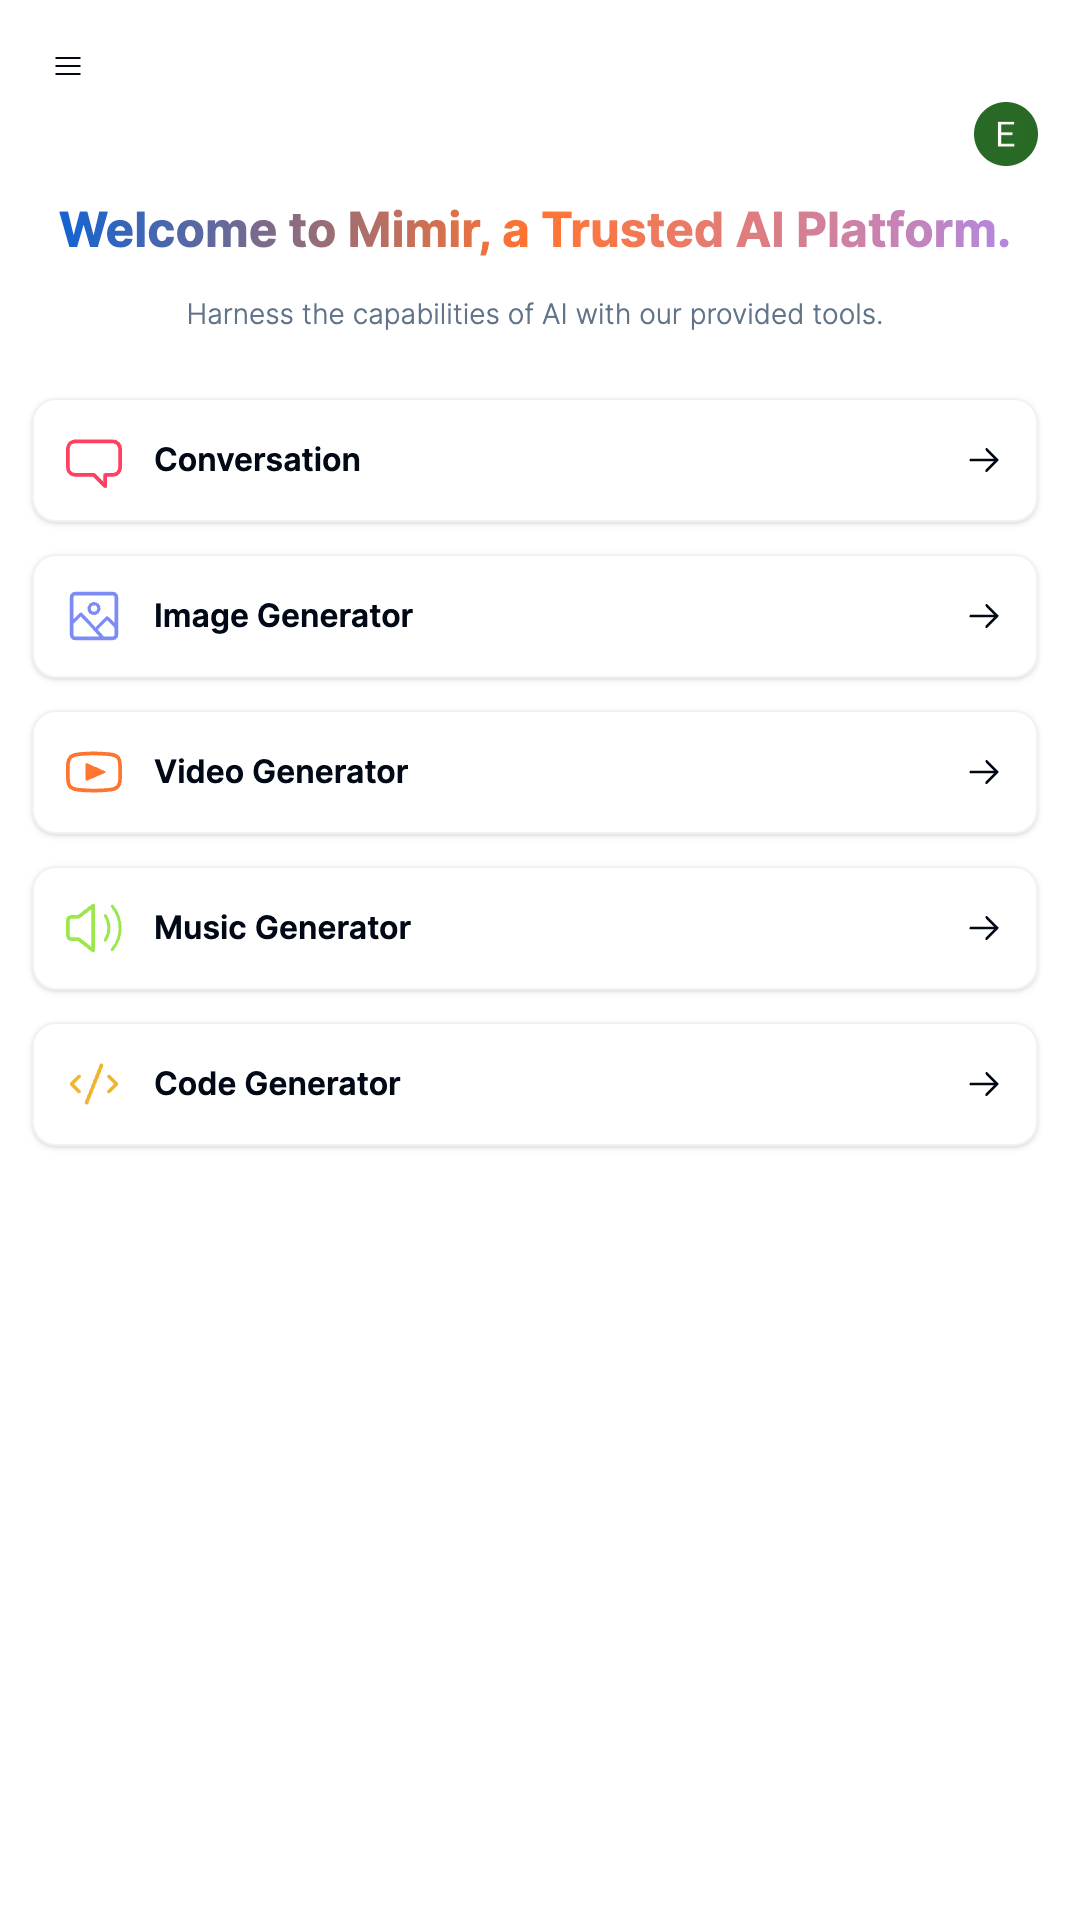 E
Welcome to Mimir, a Trusted AI Platform.
Harness the capabilities of AI with our provided tools.
Conversation
Image Generator
Video Generator
Music Generator
Code Generator